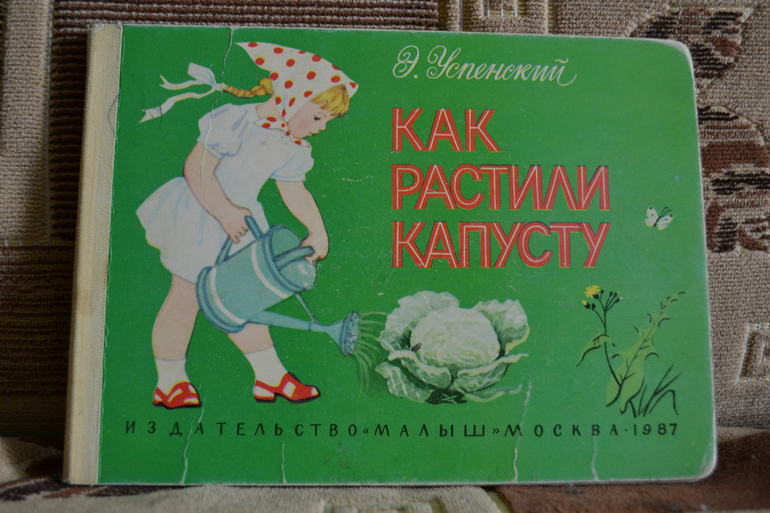 Э. Успенский
КАК
РАСТИЛИ
КАПУСТУ
ИЗДАТЕЛЬСТВО «МАЛЫШ» МОСКВА · 1987